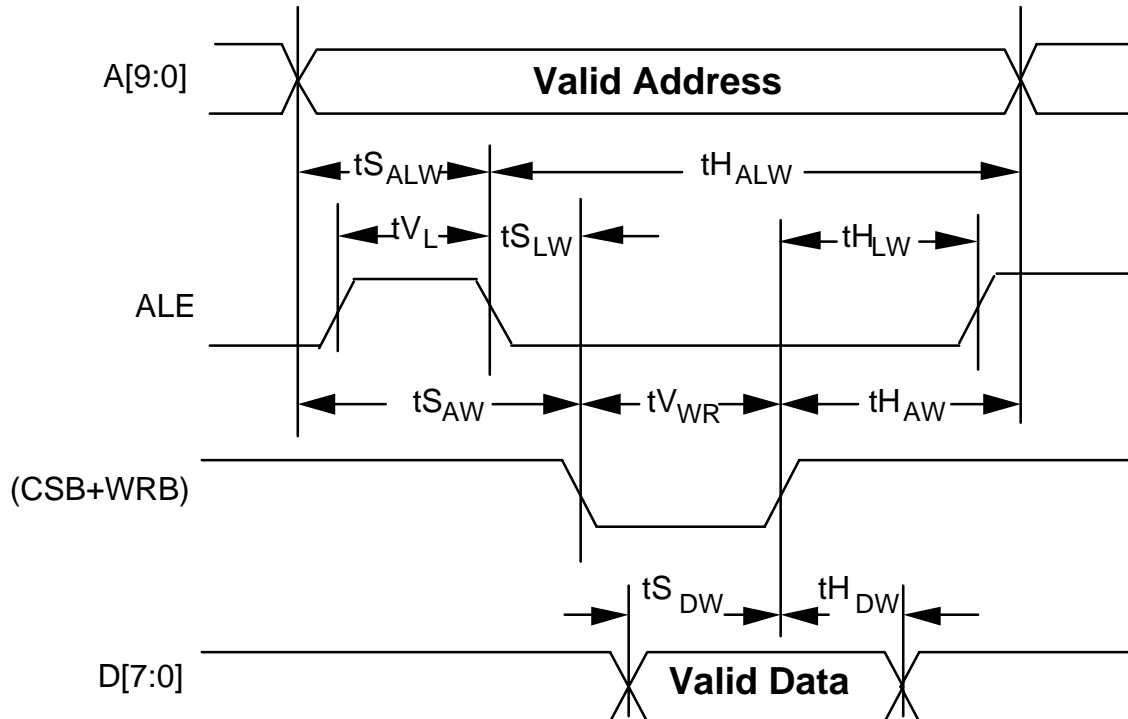 A[9:0] Valid Address
tS ALW tH ALW
tV L tS LW tH LW
ALE
tS AW tV WR tH AW
(CSB+WRB)
tS DW tH DW
D[7:0] Valid Data